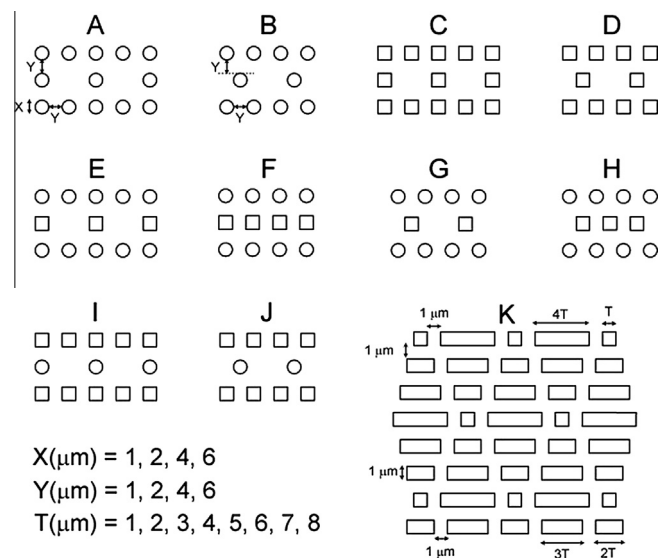 A B C D
Y Y
X
Y Y
E F G H
I J K
1 μm 4T T
1 μm
X(μm) = 1, 2, 4, 6
Y(μm) = 1, 2, 4, 6
1 μm
T(μm) = 1, 2, 3, 4, 5, 6, 7, 8
1 μm 3T 2T